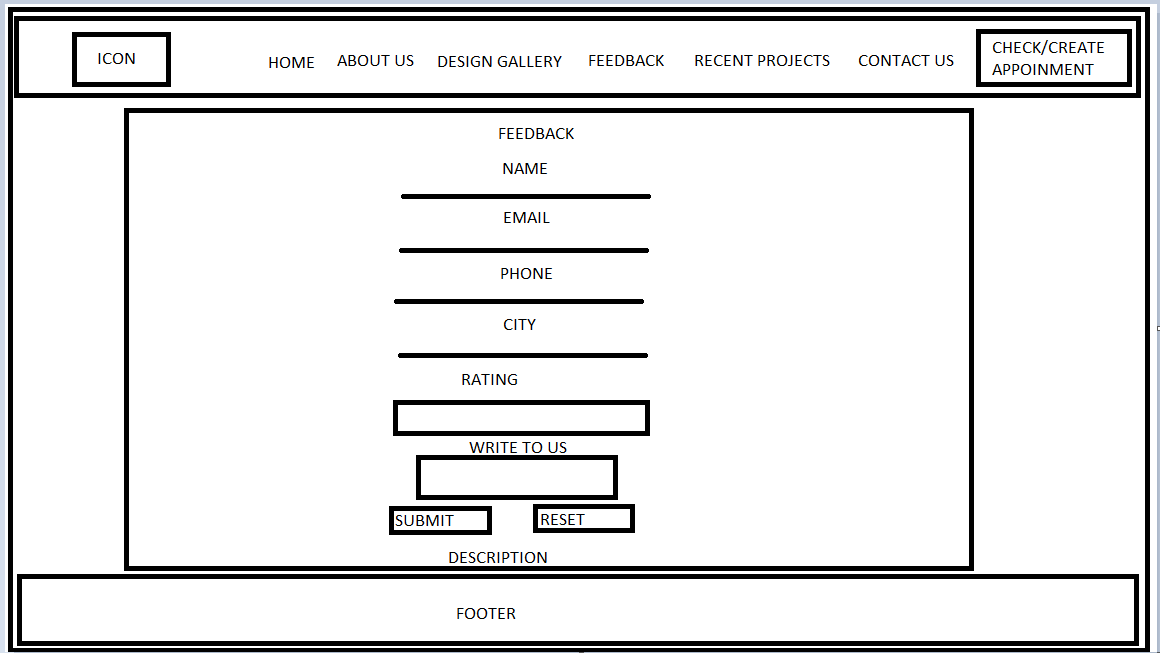 ICON
HOME ABOUT US DESIGN GALLERY FEEDBACK RECENT PROJECTS CONTACT US
CHECK/CREATE
APPOINMENT
FEEDBACK
NAME
EMAIL
PHONE
CITY
RATING
WRITE TO US
SUBMIT RESET
DESCRIPTION
FOOTER